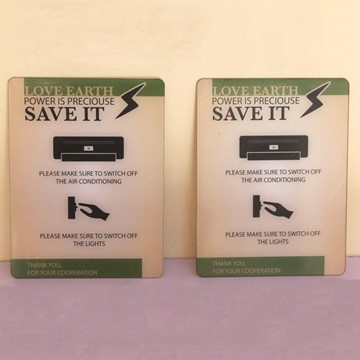 LOVE EARTH
POWER IS PRECIOUSE
SAVE IT
PLEASE MAKE SURE TO SWITCH OFF
THE AIR CONDITIONING
PLEASE MAKE SURE TO SWITCH OFF
THE LIGHTS
THANK YOU,
FOR YOUR COOPERATION
LOVE EARTH
POWER IS PRECIOUSE
SAVE IT
PLEASE MAKE SURE TO SWITCH OFF
THE AIR CONDITIONING
PLEASE MAKE SURE TO SWITCH OFF
THE LIGHTS
THANK YOU,
FOR YOUR COOPERATION